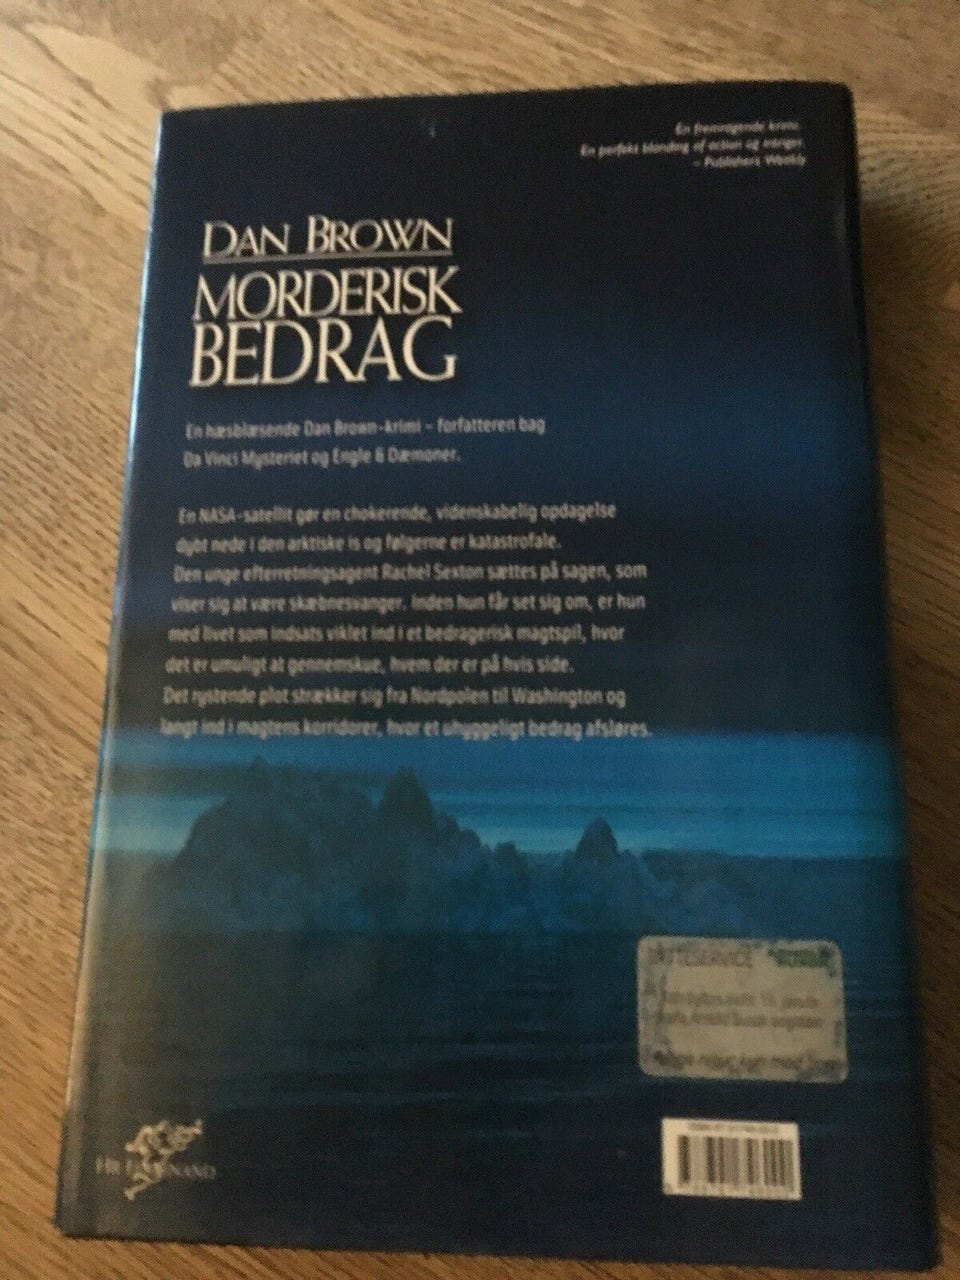 En fremragende krimi.
En perfekt blanding af action og energi.
– Publishers Weekly
DAN BROWN
MORDERISK
BEDRAG
En hæsblæsende Dan Brown-krimi – forfatteren bag
Da Vinci Mysteriet og Engle & Dæmoner.
En NASA-satellit gør en chokerende, videnskabelig opdagelse
dybt nede i den arktiske is og følgerne er katastrofale.
Den unge efterretningsagent Rachel Sexton sættes på sagen, som
viser sig at være skæbnesvanger. Inden hun får set sig om, er hun
med livet som indsats viklet ind i et bedragerisk magtspil, hvor
det er umuligt at gennemskue, hvem der er på hvis side.
Det rystende plot strækker sig fra Nordpolen til Washington og
langt ind i magtens korridorer, hvor et uhyggeligt bedrag afsløres.
BYTTESERVICE